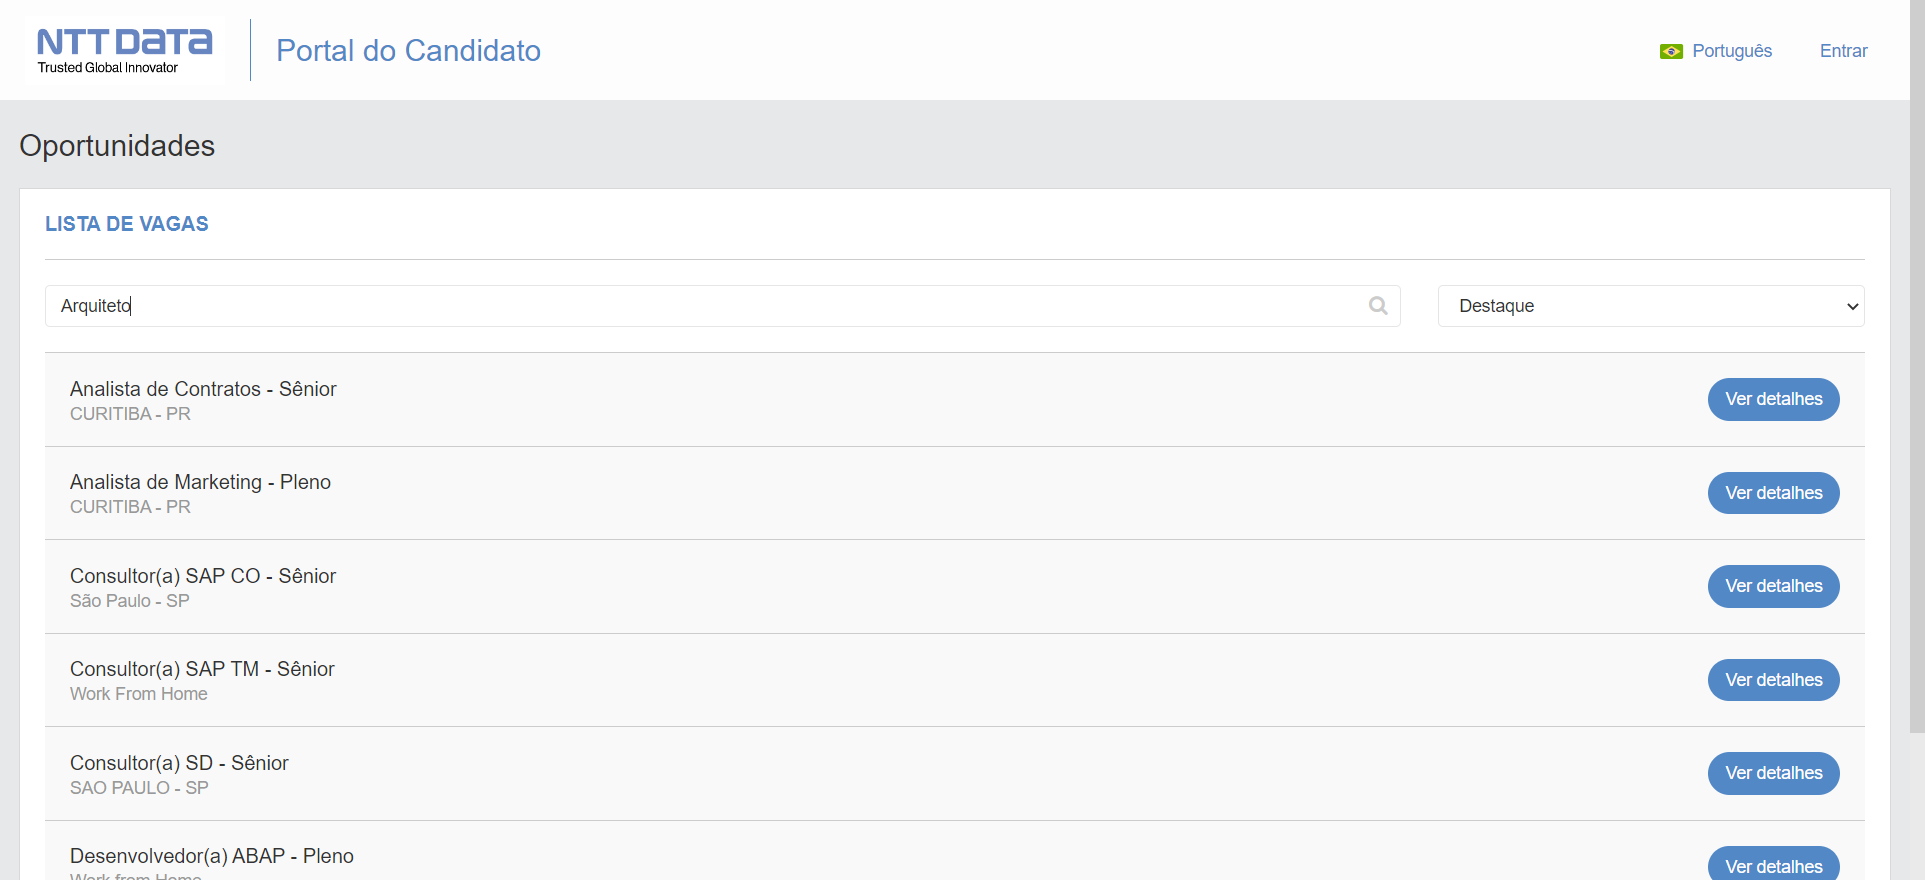 NTT DATA
Trusted Global Innovator
Portal do Candidato
Português
Entrar
Oportunidades
LISTA DE VAGAS
Arquiteto
Destaque
Analista de Contratos - Sênior
CURITIBA - PR
Ver detalhes
Analista de Marketing - Pleno
CURITIBA - PR
Ver detalhes
Consultor(a) SAP CO - Sênior
São Paulo - SP
Ver detalhes
Consultor(a) SAP TM - Sênior
Work From Home
Ver detalhes
Consultor(a) SD - Sênior
SAO PAULO - SP
Ver detalhes
Desenvolvedor(a) ABAP - Pleno
Work from Home
Ver detalhes